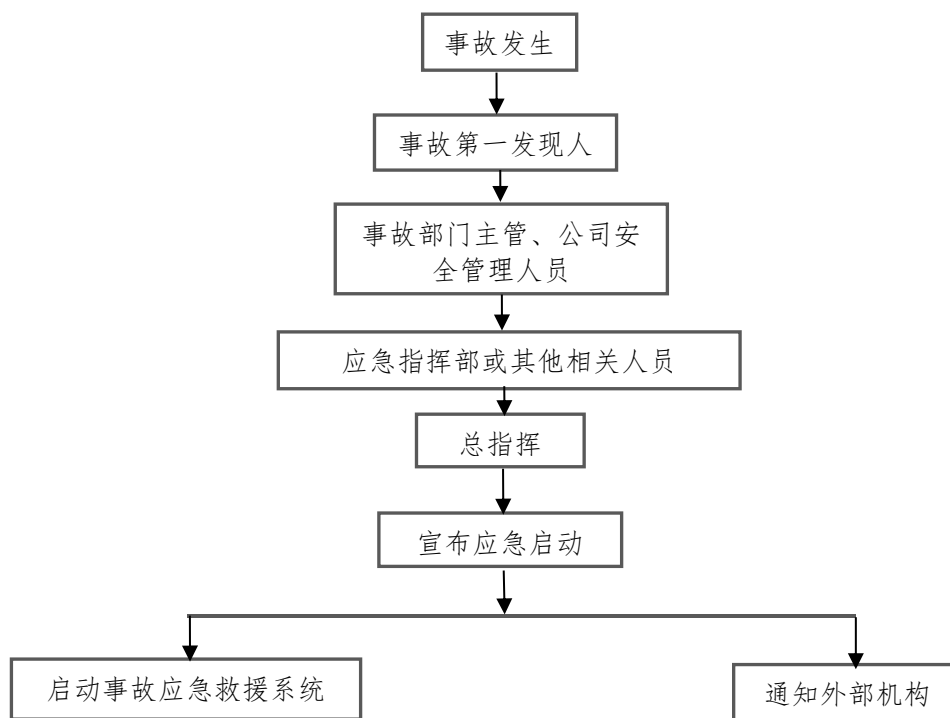 事故发生
事故第一发现人
事故部门主管、公司安
全管理人员
应急指挥部或其他相关人员
总指挥
宣布应急启动
启动事故应急救援系统
通知外部机构